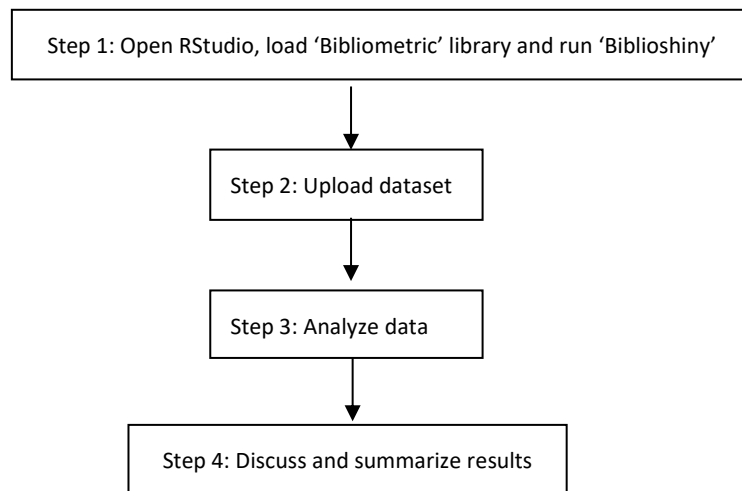 Step 1: Open RStudio, load ‘Bibliometric’ library and run ‘Biblioshiny’
Step 2: Upload dataset
Step 3: Analyze data
Step 4: Discuss and summarize results